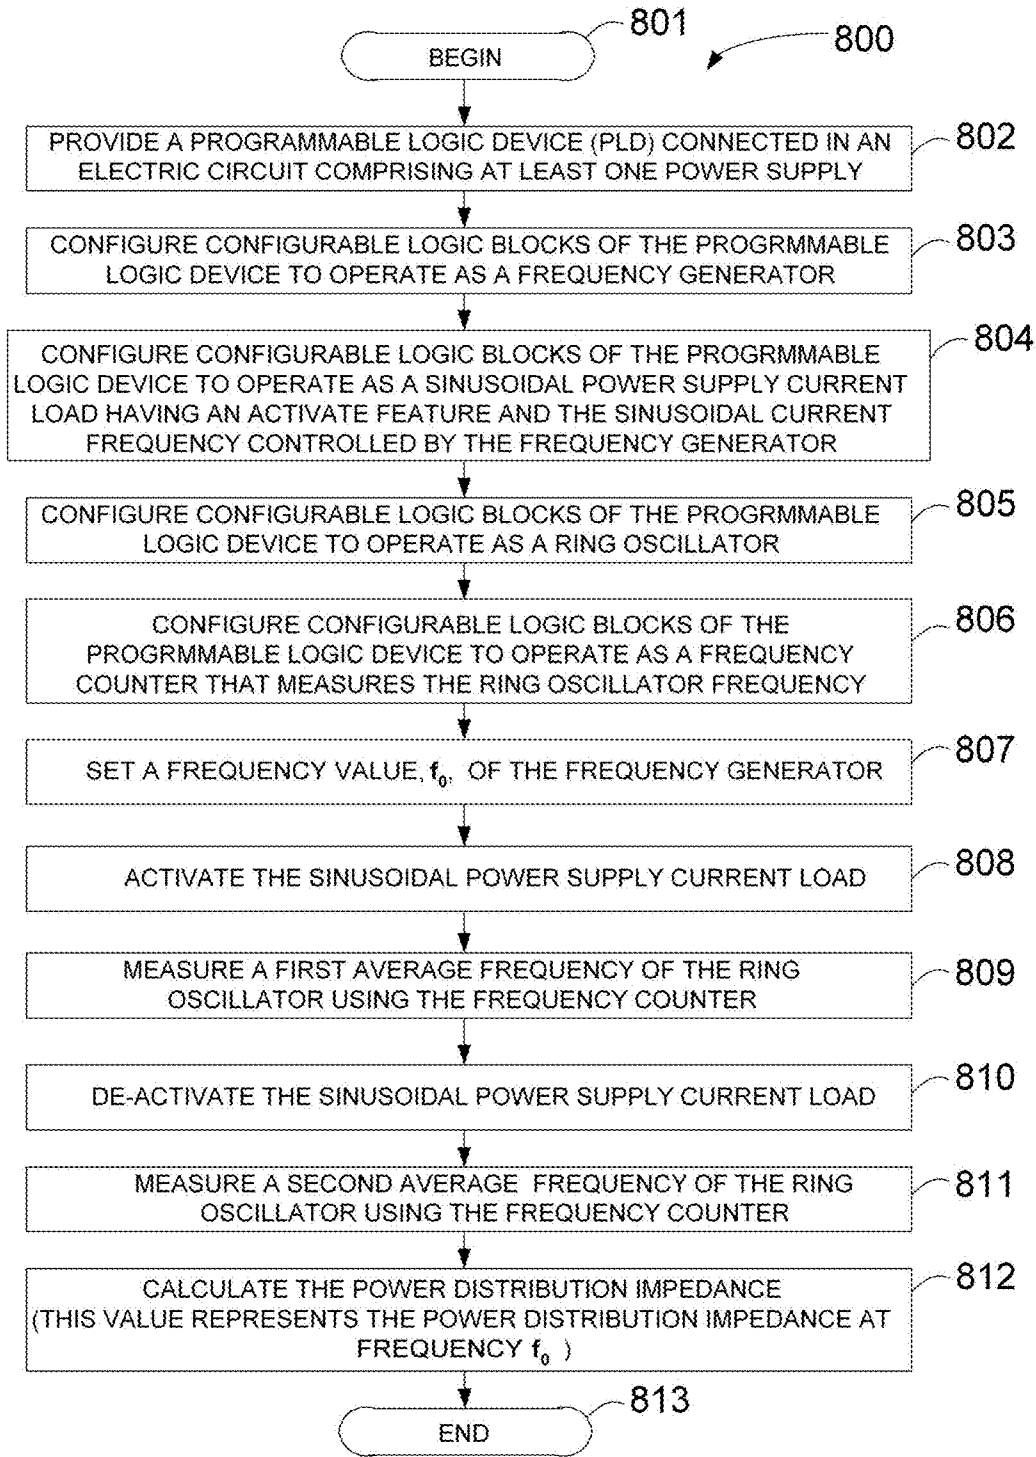 801
800
BEGIN
PROVIDE A PROGRAMMABLE LOGIC DEVICE (PLD) CONNECTED IN AN
ELECTRIC CIRCUIT COMPRISING AT LEAST ONE POWER SUPPLY
802
CONFIGURE CONFIGURABLE LOGIC BLOCKS OF THE PROGRMMABLE
LOGIC DEVICE TO OPERATE AS A FREQUENCY GENERATOR
803
CONFIGURE CONFIGURABLE LOGIC BLOCKS OF THE PROGRMMABLE
LOGIC DEVICE TO OPERATE AS A SINUSOIDAL POWER SUPPLY CURRENT
LOAD HAVING AN ACTIVATE FEATURE AND THE SINUSOIDAL CURRENT
FREQUENCY CONTROLLED BY THE FREQUENCY GENERATOR
804
CONFIGURE CONFIGURABLE LOGIC BLOCKS OF THE PROGRMMABLE
LOGIC DEVICE TO OPERATE AS A RING OSCILLATOR
805
CONFIGURE CONFIGURABLE LOGIC BLOCKS OF THE
PROGRMMABLE LOGIC DEVICE TO OPERATE AS A FREQUENCY
COUNTER THAT MEASURES THE RING OSCILLATOR FREQUENCY
806
SET A FREQUENCY VALUE, f0, OF THE FREQUENCY GENERATOR
807
ACTIVATE THE SINUSOIDAL POWER SUPPLY CURRENT LOAD
808
MEASURE A FIRST AVERAGE FREQUENCY OF THE RING
OSCILLATOR USING THE FREQUENCY COUNTER
809
DE-ACTIVATE THE SINUSOIDAL POWER SUPPLY CURRENT LOAD
810
MEASURE A SECOND AVERAGE FREQUENCY OF THE RING
OSCILLATOR USING THE FREQUENCY COUNTER
811
CALCULATE THE POWER DISTRIBUTION IMPEDANCE
(THIS VALUE REPRESENTS THE POWER DISTRIBUTION IMPEDANCE AT
FREQUENCY f0 )
812
END
813